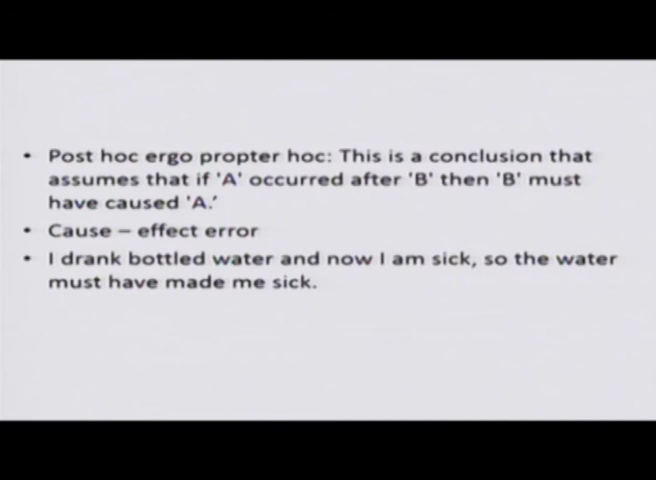 • Post hoc ergo propter hoc: This is a conclusion that
assumes that if 'A' occurred after 'B' then 'B' must
have caused 'A.'
• Cause – effect error
• I drank bottled water and now I am sick, so the water
must have made me sick.